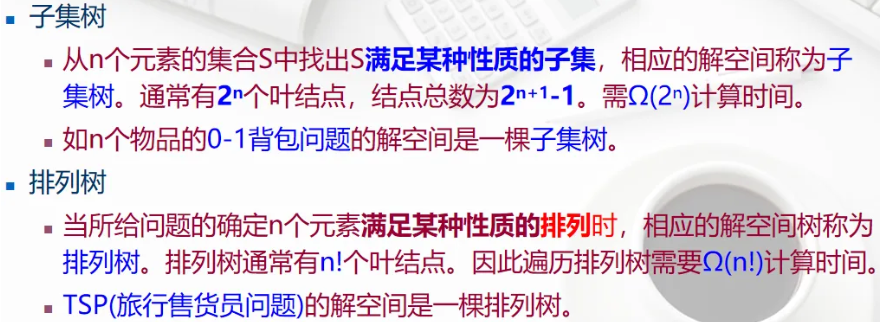 子集树
从n个元素的集合S中找出S满足某种性质的子集，相应的解空间称为子
集树。通常有2ⁿ个叶结点，结点总数为2ⁿ⁺¹-1。需Ω(2ⁿ)计算时间。
如n个物品的0-1背包问题的解空间是一棵子集树。
排列树
当所给问题的确定n个元素满足某种性质的排列时，相应的解空间树称为
排列树。排列树通常有n!个叶结点。因此遍历排列树需要Ω(n!)计算时间。
TSP(旅行售货员问题)的解空间是一棵排列树。